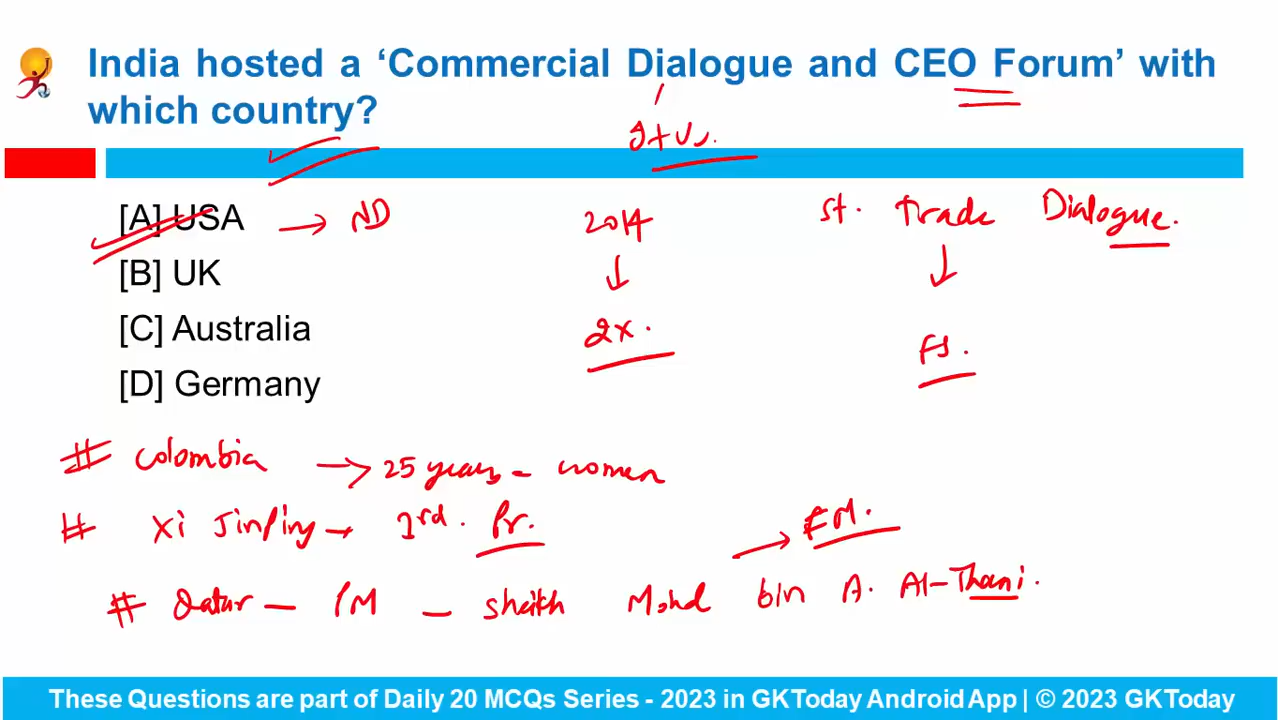 India hosted a ‘Commercial Dialogue and CEO Forum’ with
which country?
[A] USA → ND 2014 st. Trade Dialogue.
[B] UK
[C] Australia 2x.
[D] Germany
# Colombia → 25 years - women
# Xi Jinping → 3rd. Pr. → FM.
# Qatar - PM - Sheikh Mohd bin A. Al-Thani.
These Questions are part of Daily 20 MCQs Series - 2023 in GKToday Android App | © 2023 GKToday